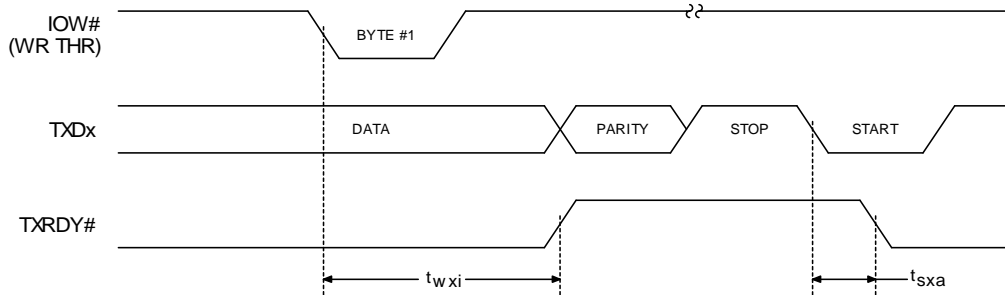 IOW#
(WR THR)
BYTE #1
TXDx
DATA
PARITY
STOP
START
TXRDY#
twxi
tsxa